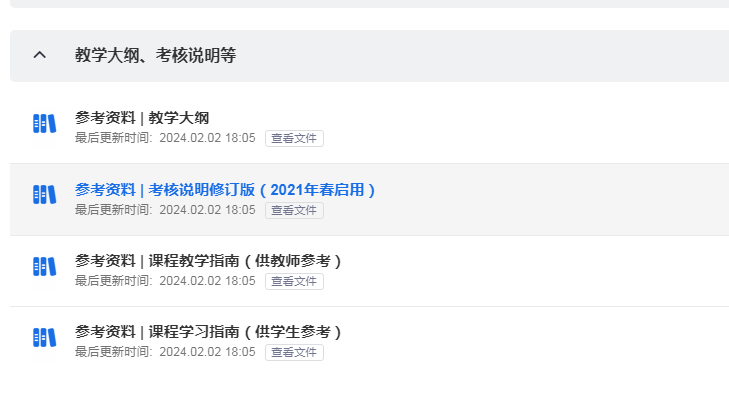 教学大纲、考核说明等
参考资料 | 教学大纲
最后更新时间: 2024.02.02 18:05 查看文件
参考资料 | 考核说明修订版（2021年春启用）
最后更新时间: 2024.02.02 18:05 查看文件
参考资料 | 课程教学指南（供教师参考）
最后更新时间: 2024.02.02 18:05 查看文件
参考资料 | 课程学习指南（供学生参考）
最后更新时间: 2024.02.02 18:05 查看文件